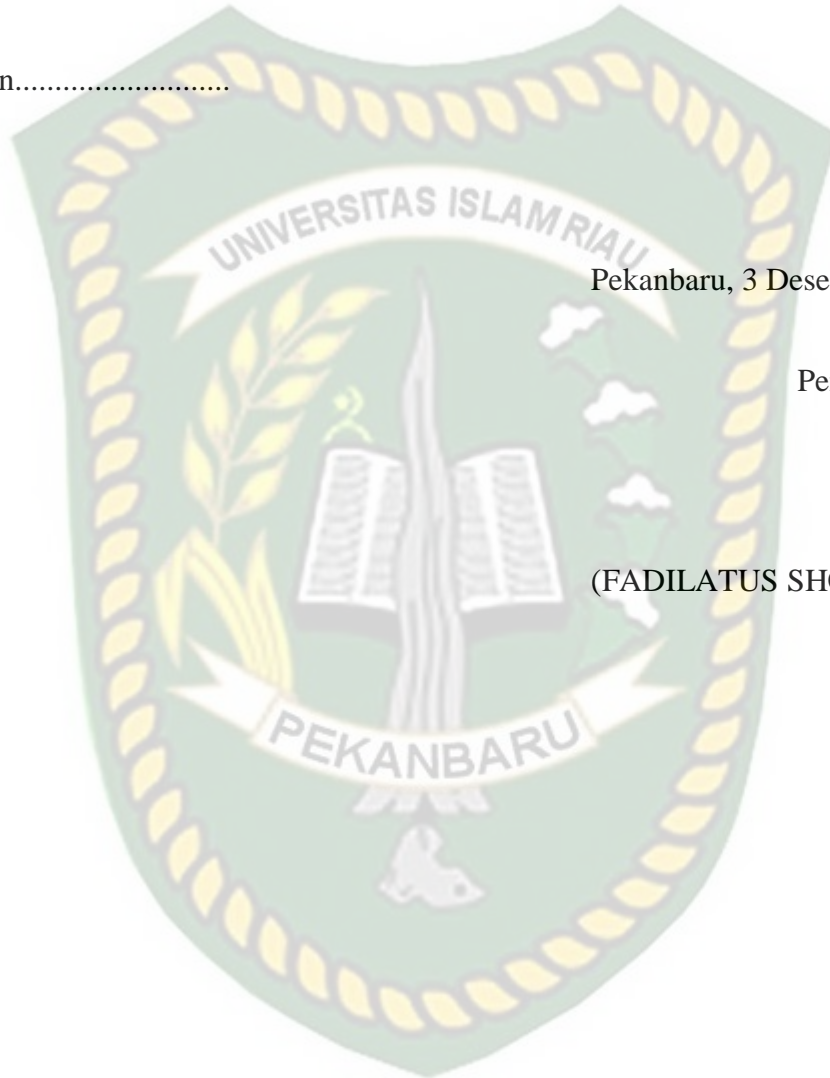 n...........................
UNIVERSITAS ISLAM RIAU
Pekanbaru, 3 Dese
Pe
(FADILATUS SH
PEKANBARU